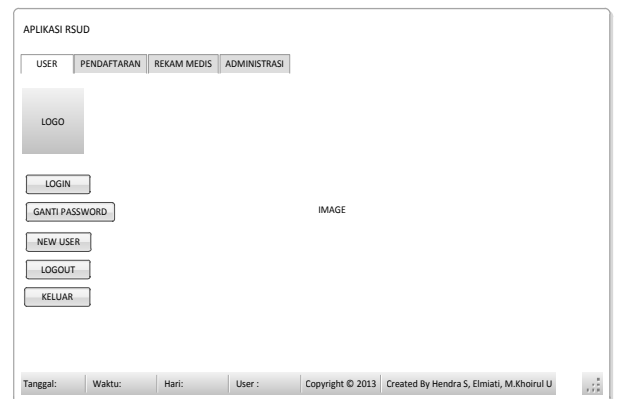 APLIKASI RSUD
USER PENDAFTARAN REKAM MEDIS ADMINISTRASI
LOGO
LOGIN
GANTI PASSWORD
IMAGE
NEW USER
LOGOUT
KELUAR
Tanggal: Waktu: Hari: User : Copyright © 2013 Created By Hendra S, Elmiati, M.Khoirul U